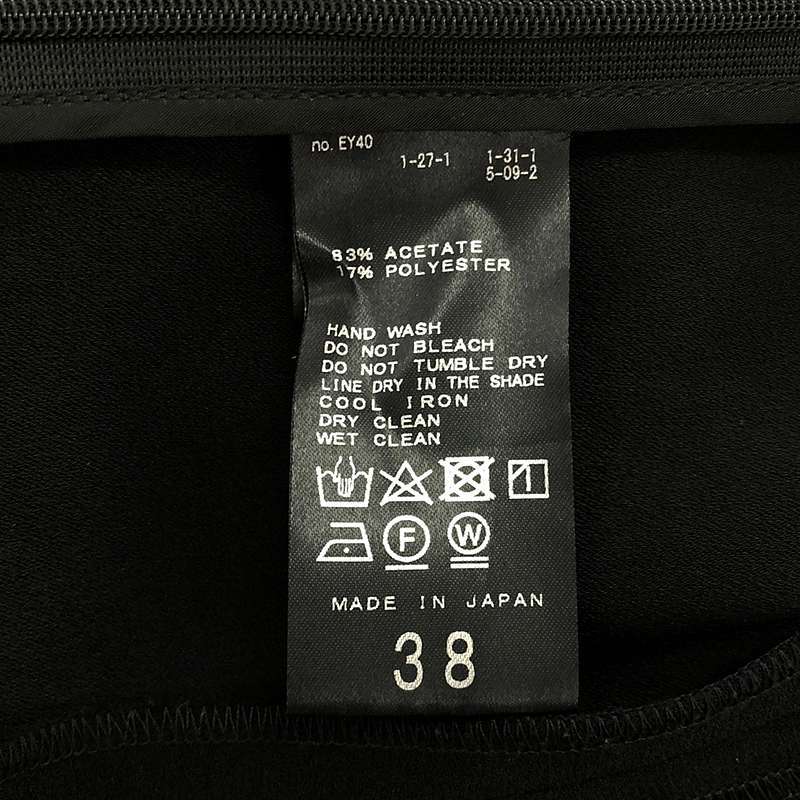 no. EY40
1-27-1 1-31-1
5-09-2
83% ACETATE
17% POLYESTER
HAND WASH
DO NOT BLEACH
DO NOT TUMBLE DRY
LINE DRY IN THE SHADE
COOL IRON
DRY CLEAN
WET CLEAN
F W
MADE IN JAPAN
38